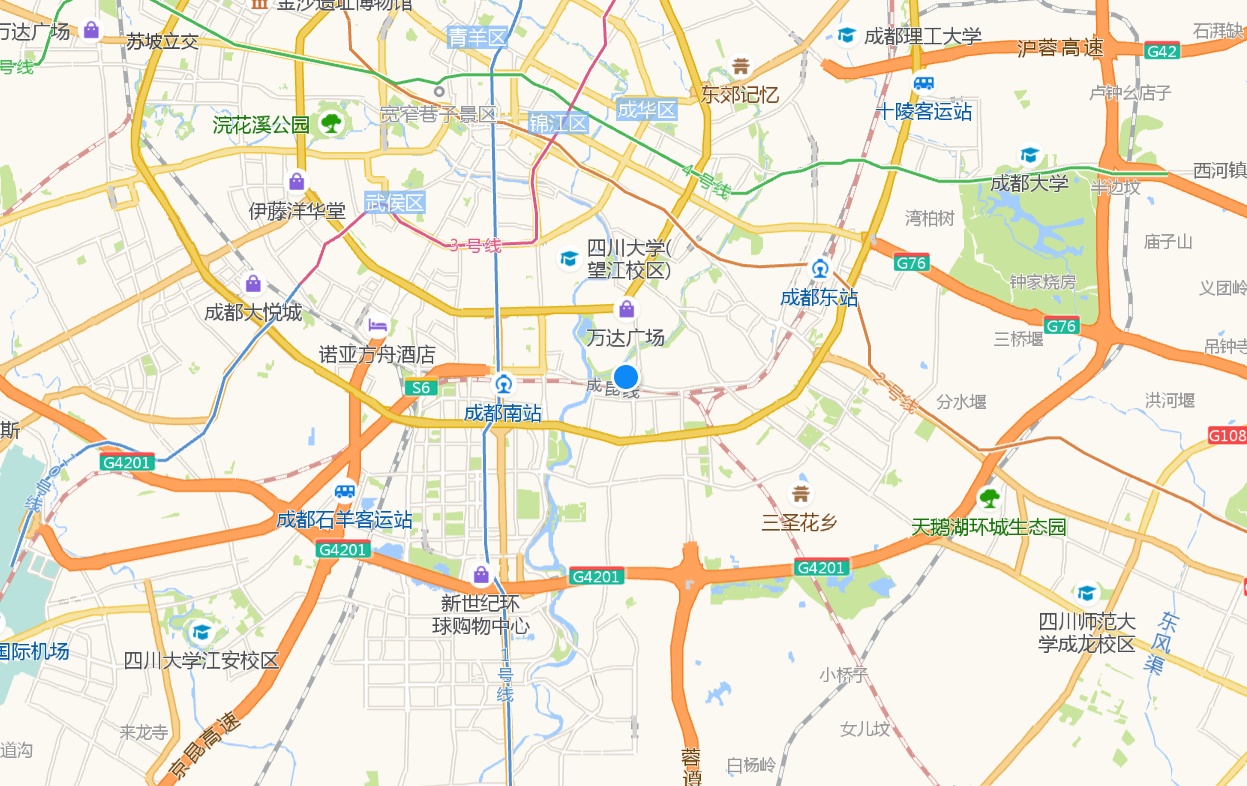 金沙遗址博物馆
万达广场
苏坡立交
号线
青羊区
成都理工大学
沪蓉高速
G42
石拼缺
东郊记忆
卢钟幺店子
宽窄巷子景区
成华区
锦江区
十陵客运站
浣花溪公园
4号线
成都大学
半边坟
西河镇
伊藤洋华堂
武侯区
湾柏树
3号线
四川大学(
望江校区)
庙子山
G76
成都大悦城
成都东站
钟家烧房
义团岭
万达广场
G76
三桥堰
吊钟寺
诺亚方舟酒店
S6
成昆线
成都南站
2号线
分水堰
洪河堰
斯
G4201
G108
10号线
成都石羊客运站
三圣花乡
天鹅湖环城生态园
G4201
G4201
G4201
新世纪环
球购物中心
四川师范大
学成龙校区
东风渠
国际机场
四川大学江安校区
1号线
小桥子
来龙寺
京昆高速
女儿坟
道沟
蓉遵
白杨岭